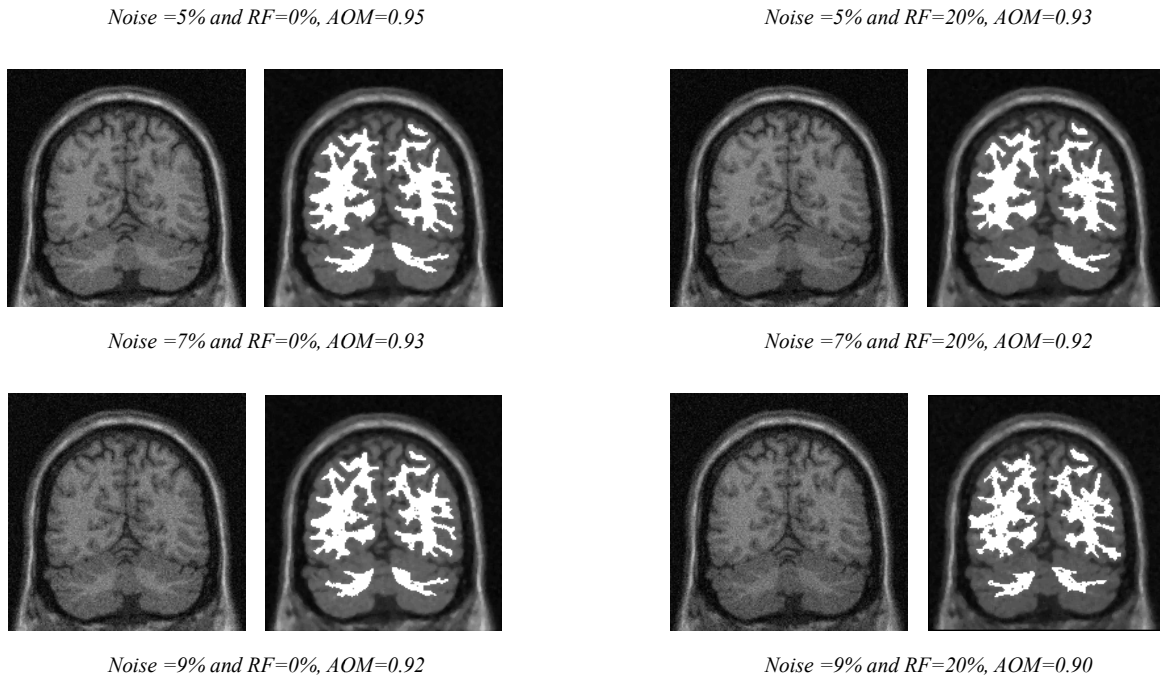 Noise =5% and RF=0%, AOM=0.95
Noise =5% and RF=20%, AOM=0.93
Noise =7% and RF=0%, AOM=0.93
Noise =7% and RF=20%, AOM=0.92
Noise =9% and RF=0%, AOM=0.92
Noise =9% and RF=20%, AOM=0.90